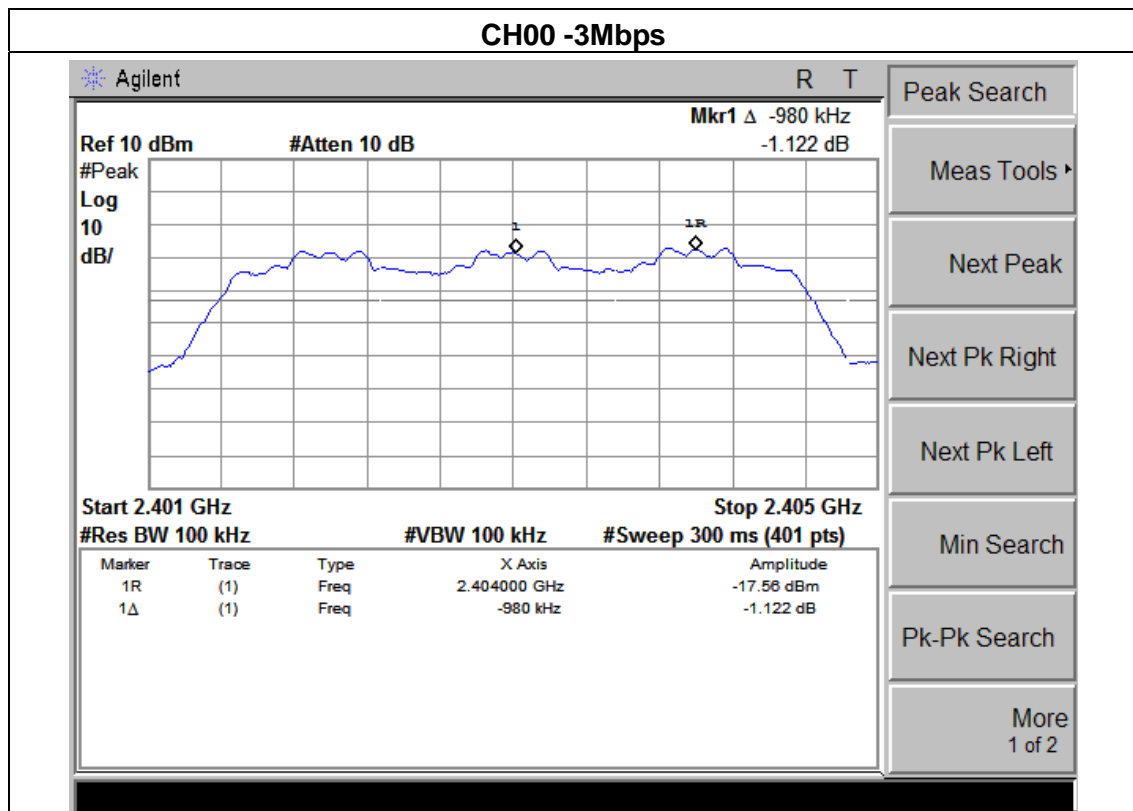 CH00 -3Mbps
Agilent R T
Mkr1 Δ -980 kHz
Ref 10 dBm #Atten 10 dB -1.122 dB
#Peak
Log
10
dB/
1
1R
Start 2.401 GHz Stop 2.405 GHz
#Res BW 100 kHz #VBW 100 kHz #Sweep 300 ms (401 pts)
Marker Trace Type X Axis Amplitude
1R (1) Freq 2.404000 GHz -17.56 dBm
1Δ (1) Freq -980 kHz -1.122 dB
Peak Search
Meas Tools
Next Peak
Next Pk Right
Next Pk Left
Min Search
Pk-Pk Search
More
1 of 2